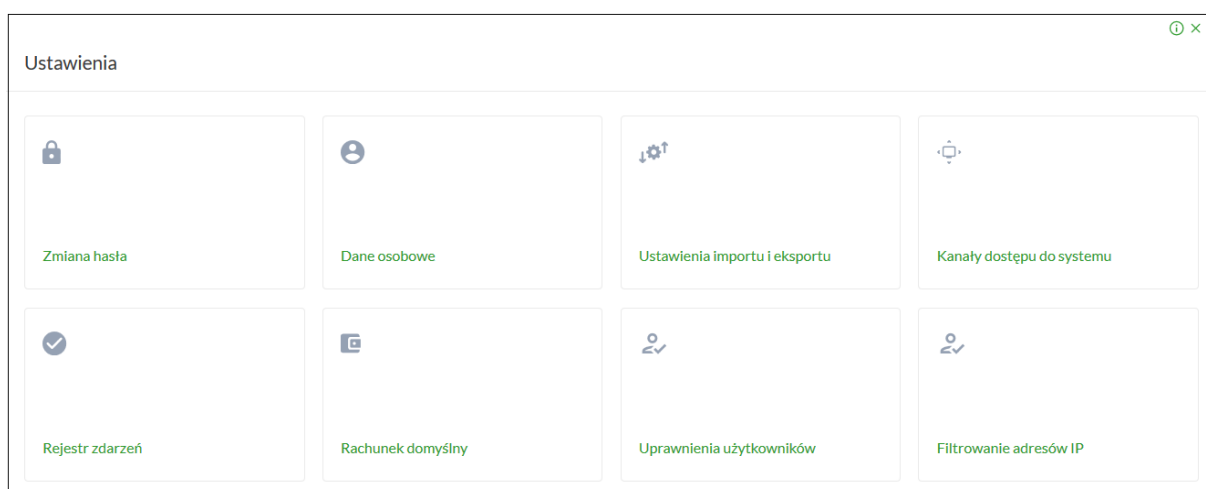 Ustawienia
Zmiana hasła
Dane osobowe
Ustawienia importu i eksportu
Kanały dostępu do systemu
Rejestr zdarzeń
Rachunek domyślny
Uprawnienia użytkowników
Filtrowanie adresów IP